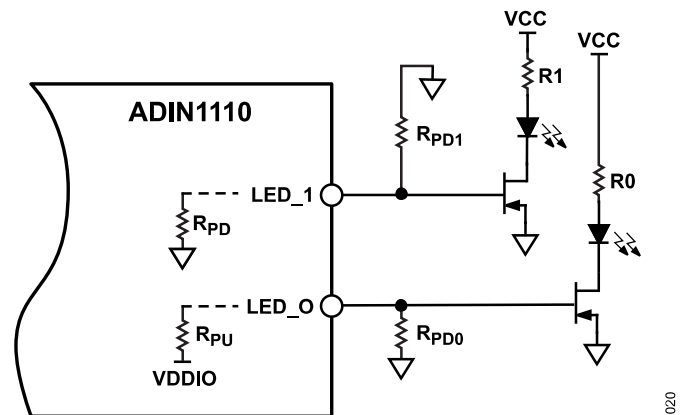 VCC
VCC
R1
ADIN1110
RPD1
R0
LED_1
RPD
LED_O
RPU
RPD0
VDDIO
020